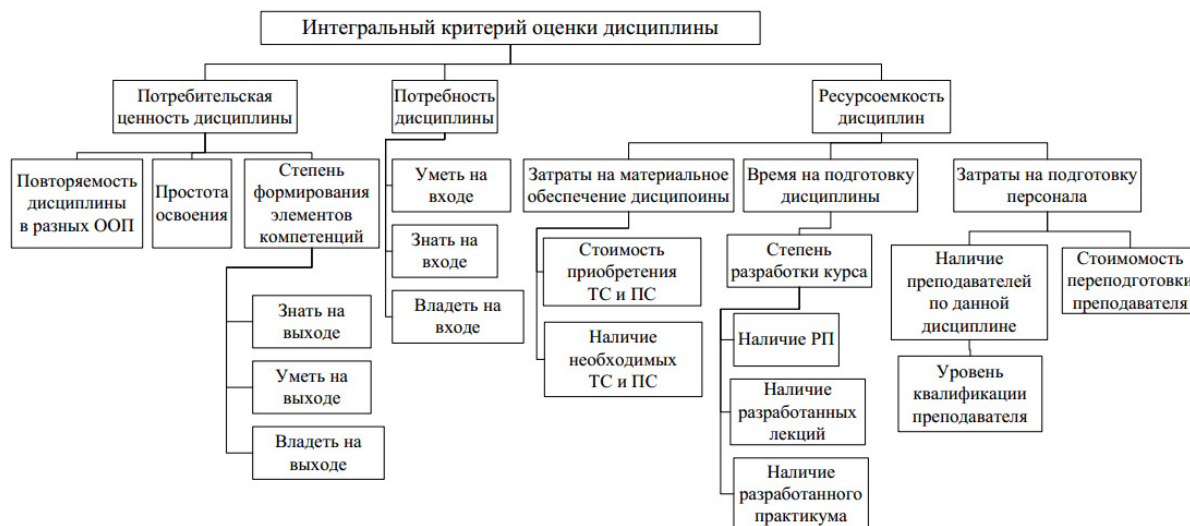 Интегральный критерий оценки дисциплины
Потребительская
ценность дисциплины
Потребность
дисциплины
Ресурсоемкость
дисциплин
Повторяемость
дисциплины
в разных ООП
Простота
освоения
Степень
формирования
элементов
компетенций
Знать на
выходе
Уметь на
выходе
Владеть на
выходе
Уметь на
входе
Знать на
входе
Владеть на
входе
Затраты на материальное
обеспечение дисципоины
Стоимость
приобретения
ТС и ПС
Наличие
необходимых
ТС и ПС
Время на подготовку
дисциплины
Степень
разработки курса
Наличие РП
Наличие
разработанных
лекций
Наличие
разработанного
практикума
Затраты на подготовку
персонала
Наличие
преподавателей
по данной
дисциплине
Уровень
квалификации
преподавателя
Стоимомость
переподготовки
преподавателя